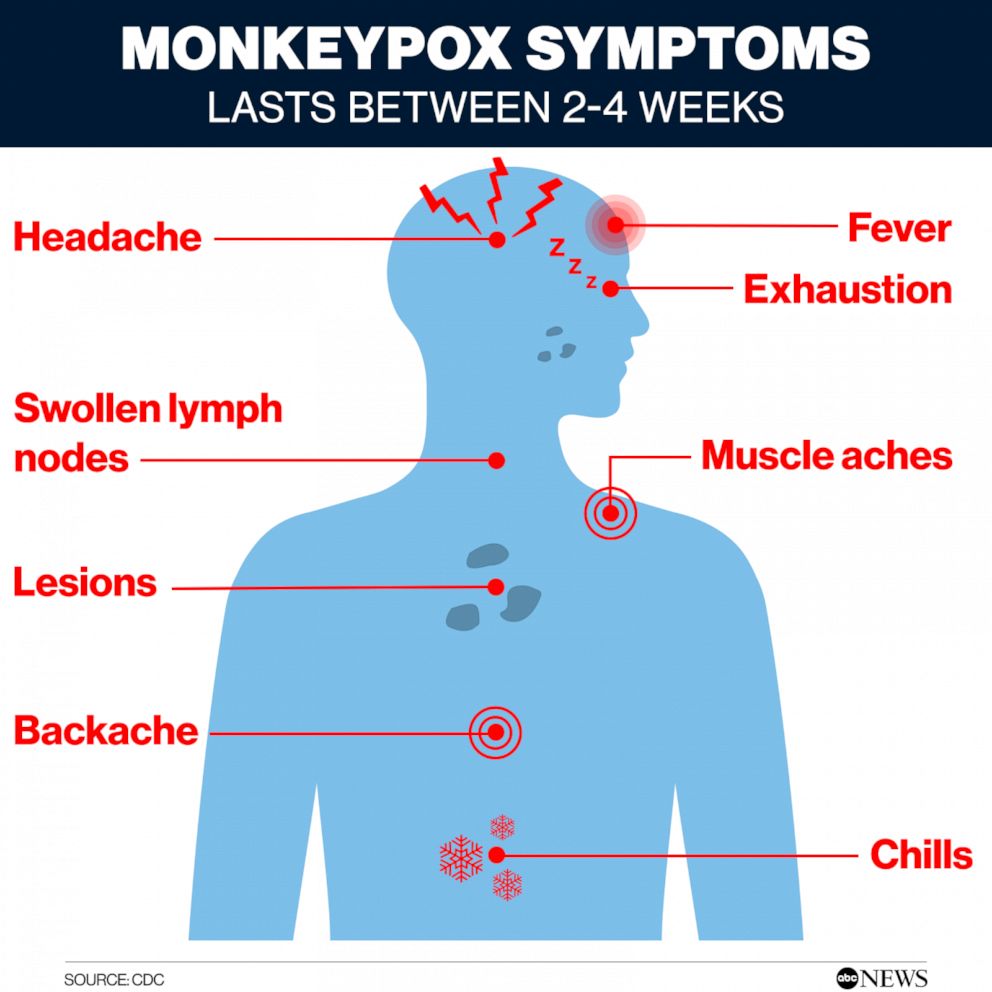 MONKEYPOX SYMPTOMS
LASTS BETWEEN 2-4 WEEKS
Headache
Fever
z
z
z
Exhaustion
Swollen lymph
nodes
Muscle aches
Lesions
Backache
Chills
SOURCE: CDC
abc NEWS